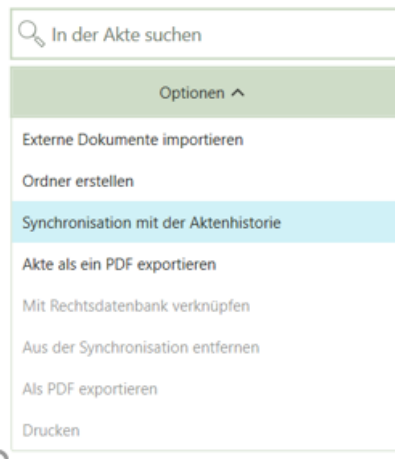 In der Akte suchen
Optionen
Externe Dokumente importieren
Ordner erstellen
Synchronisation mit der Aktenhistorie
Akte als ein PDF exportieren
Mit Rechtsdatenbank verknüpfen
Aus der Synchronisation entfernen
Als PDF exportieren
Drucken